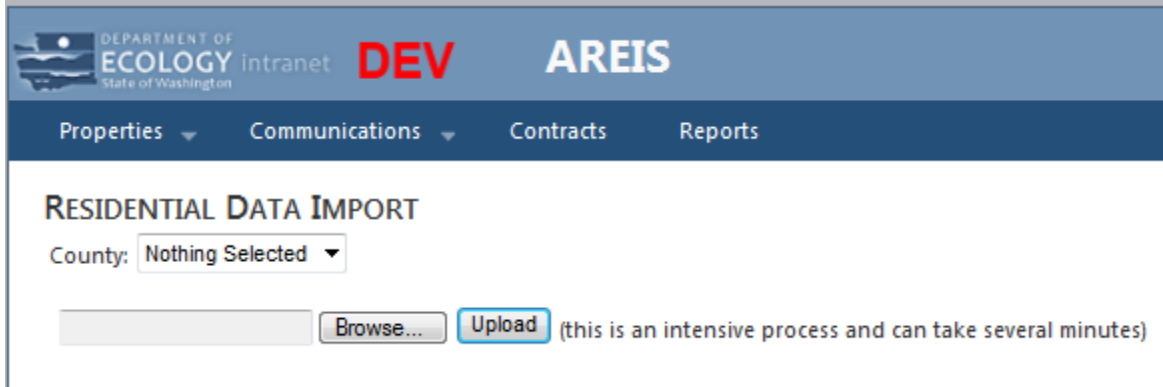 DEPARTMENT OF
ECOLOGY intranet DEV AREIS
State of Washington
Properties Communications Contracts Reports
RESIDENTIAL DATA IMPORT
County: Nothing Selected
Browse... Upload (this is an intensive process and can take several minutes)